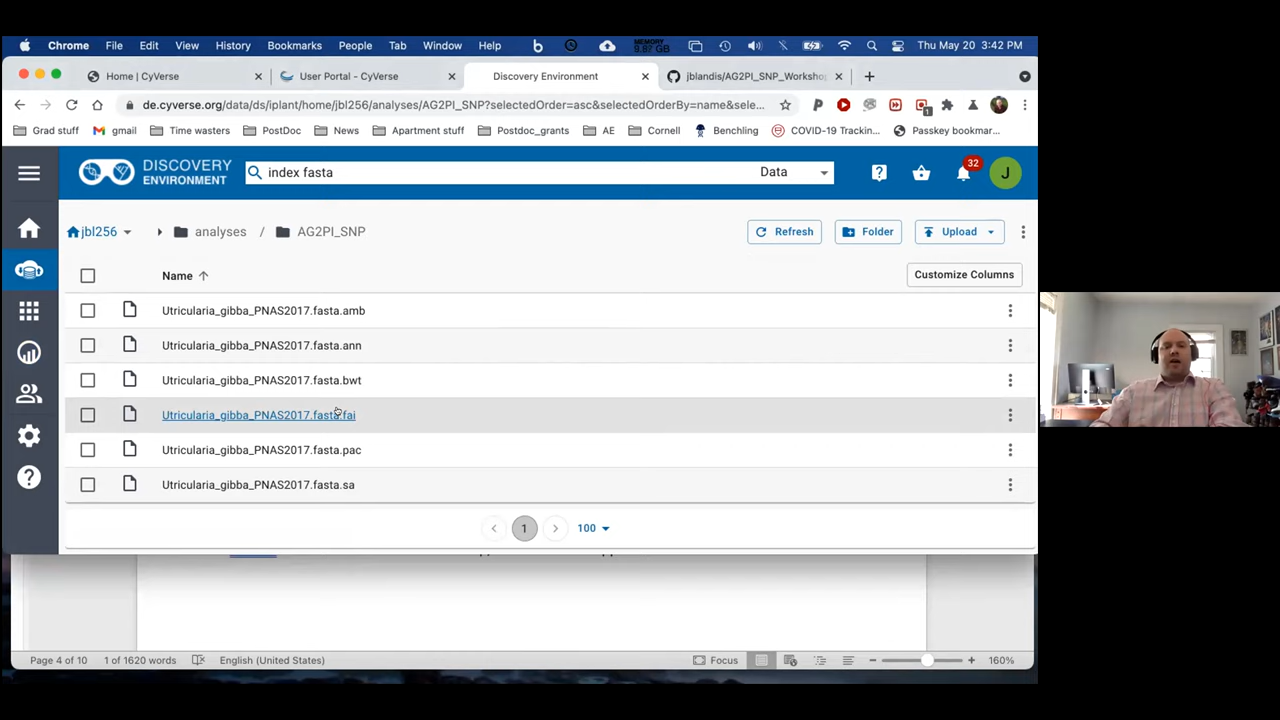 Chrome File Edit View History Bookmarks People Tab Window Help MEMORY 9.87 GB Thu May 20 3:42 PM
Home | CyVerse User Portal - CyVerse Discovery Environment jblandis/AG2PI_SNP_Workshop
de.cyverse.org/data/ds/iplant/home/jbl256/analyses/AG2PI_SNP?selectedOrder=asc&selectedOrderBy=name&sele...
Grad stuff gmail Time wasters PostDoc News Apartment stuff Postdoc_grants AE Cornell Benchling COVID-19 Trackin... Passkey bookmar...
DISCOVERY
ENVIRONMENT
index fasta Data 32 J
jbl256 analyses / AG2PI_SNP Refresh Folder Upload
Name Customize Columns
Utricularia_gibba_PNAS2017.fasta.amb
Utricularia_gibba_PNAS2017.fasta.ann
Utricularia_gibba_PNAS2017.fasta.bwt
Utricularia_gibba_PNAS2017.fasta.fai
Utricularia_gibba_PNAS2017.fasta.pac
Utricularia_gibba_PNAS2017.fasta.sa
1 100
Page 4 of 10 1 of 1620 words English (United States) Focus 160%